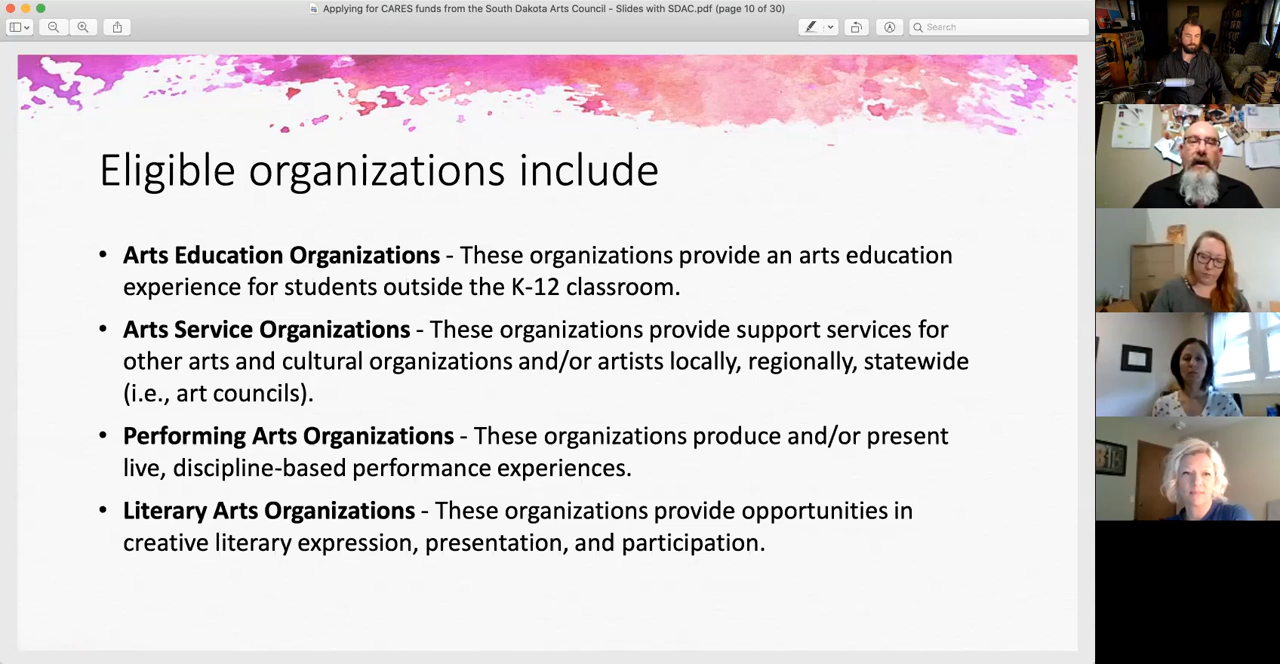 Applying for CARES funds from the South Dakota Arts Council - Slides with SDAC.pdf (page 10 of 30)
Search
Eligible organizations include
• Arts Education Organizations - These organizations provide an arts education
experience for students outside the K-12 classroom.
• Arts Service Organizations - These organizations provide support services for
other arts and cultural organizations and/or artists locally, regionally, statewide
(i.e., art councils).
• Performing Arts Organizations - These organizations produce and/or present
live, discipline-based performance experiences.
• Literary Arts Organizations - These organizations provide opportunities in
creative literary expression, presentation, and participation.